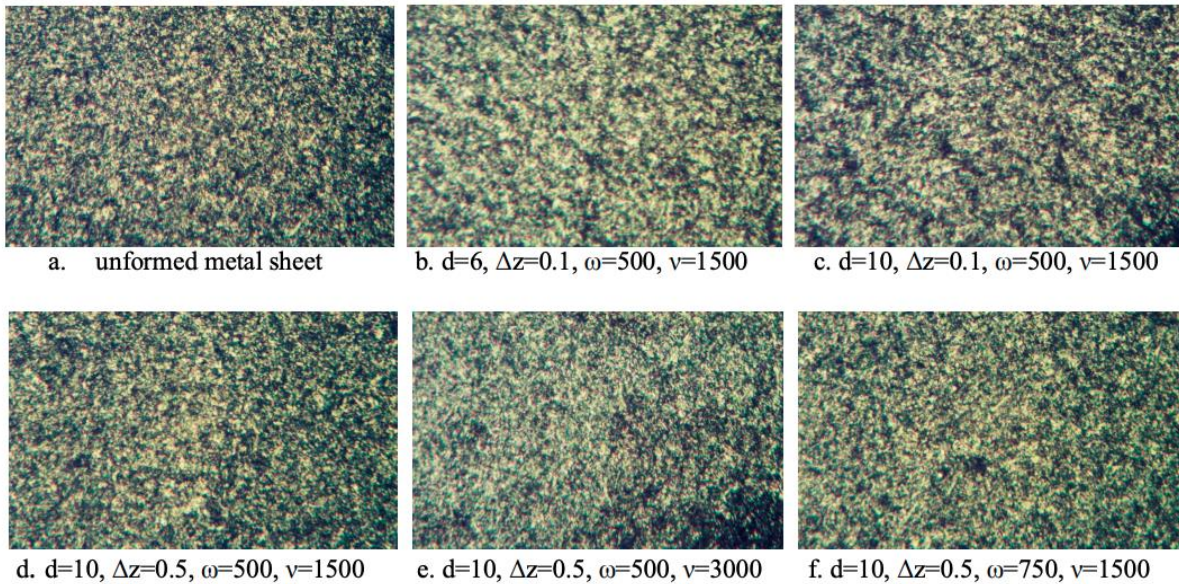 a. unformed metal sheet
b. d=6, Δz=0.1, ω=500, ν=1500
c. d=10, Δz=0.1, ω=500, ν=1500
d. d=10, Δz=0.5, ω=500, ν=1500
e. d=10, Δz=0.5, ω=500, ν=3000
f. d=10, Δz=0.5, ω=750, ν=1500